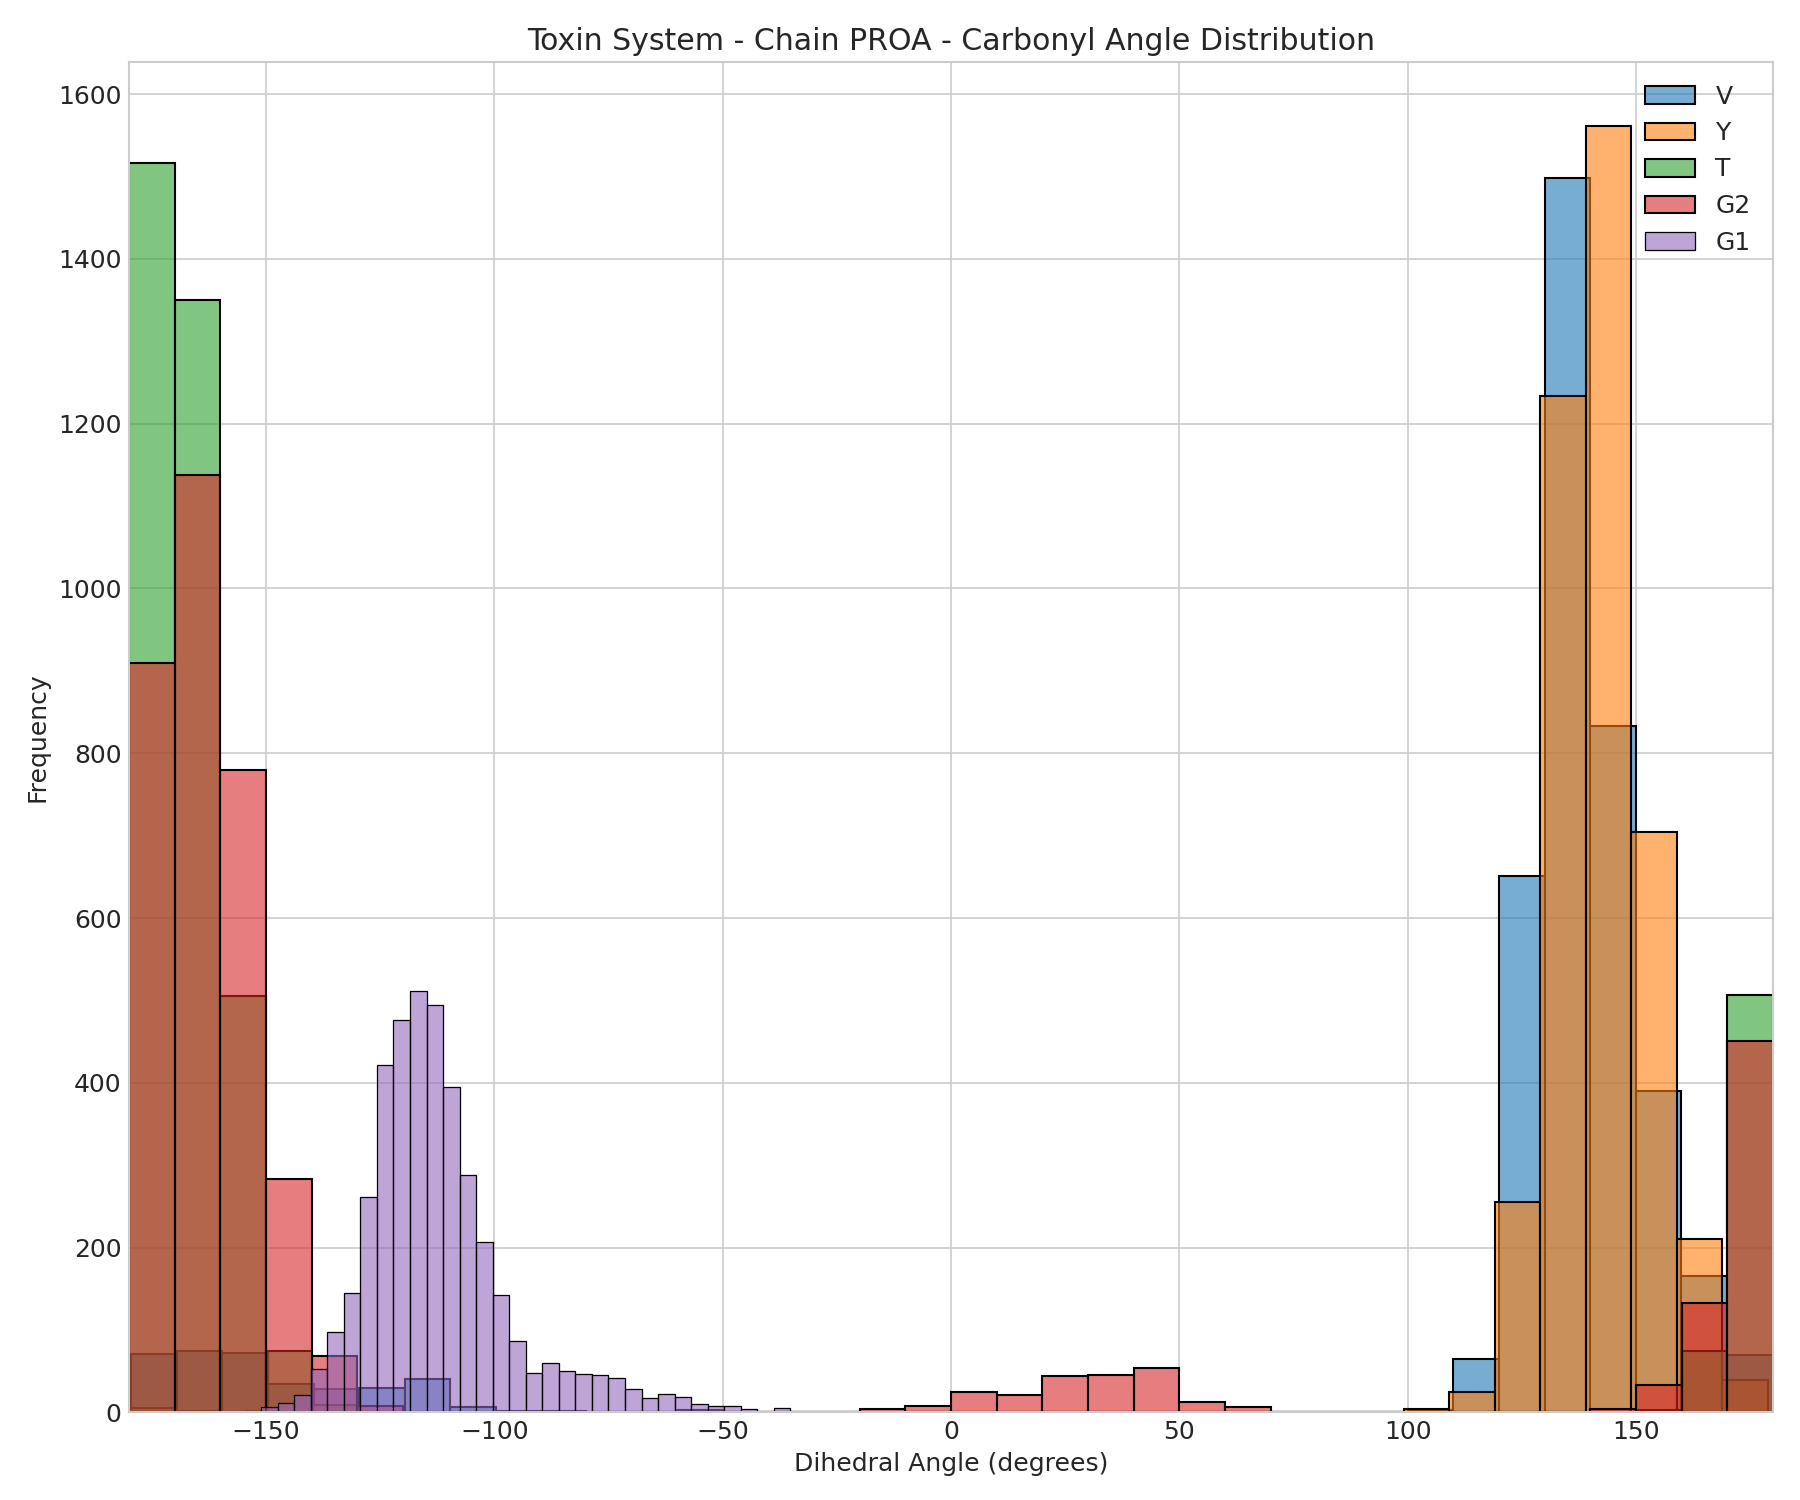 Toxin System - Chain PROA - Carbonyl Angle Distribution
1600
1400
1200
1000
800
600
400
200
0
Frequency
V
Y
T
G2
G1
−150
−100
−50
0
50
100
150
Dihedral Angle (degrees)